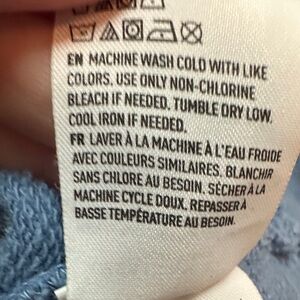 EN MACHINE WASH COLD WITH LIKE
COLORS. USE ONLY NON-CHLORINE
BLEACH IF NEEDED. TUMBLE DRY LOW.
COOL IRON IF NEEDED.
FR LAVER À LA MACHINE À L'EAU FROIDE
AVEC COULEURS SIMILAIRES. BLANCHIR
SANS CHLORE AU BESOIN. SÉCHER À LA
MACHINE CYCLE DOUX. REPASSER À
BASSE TEMPÉRATURE AU BESOIN.